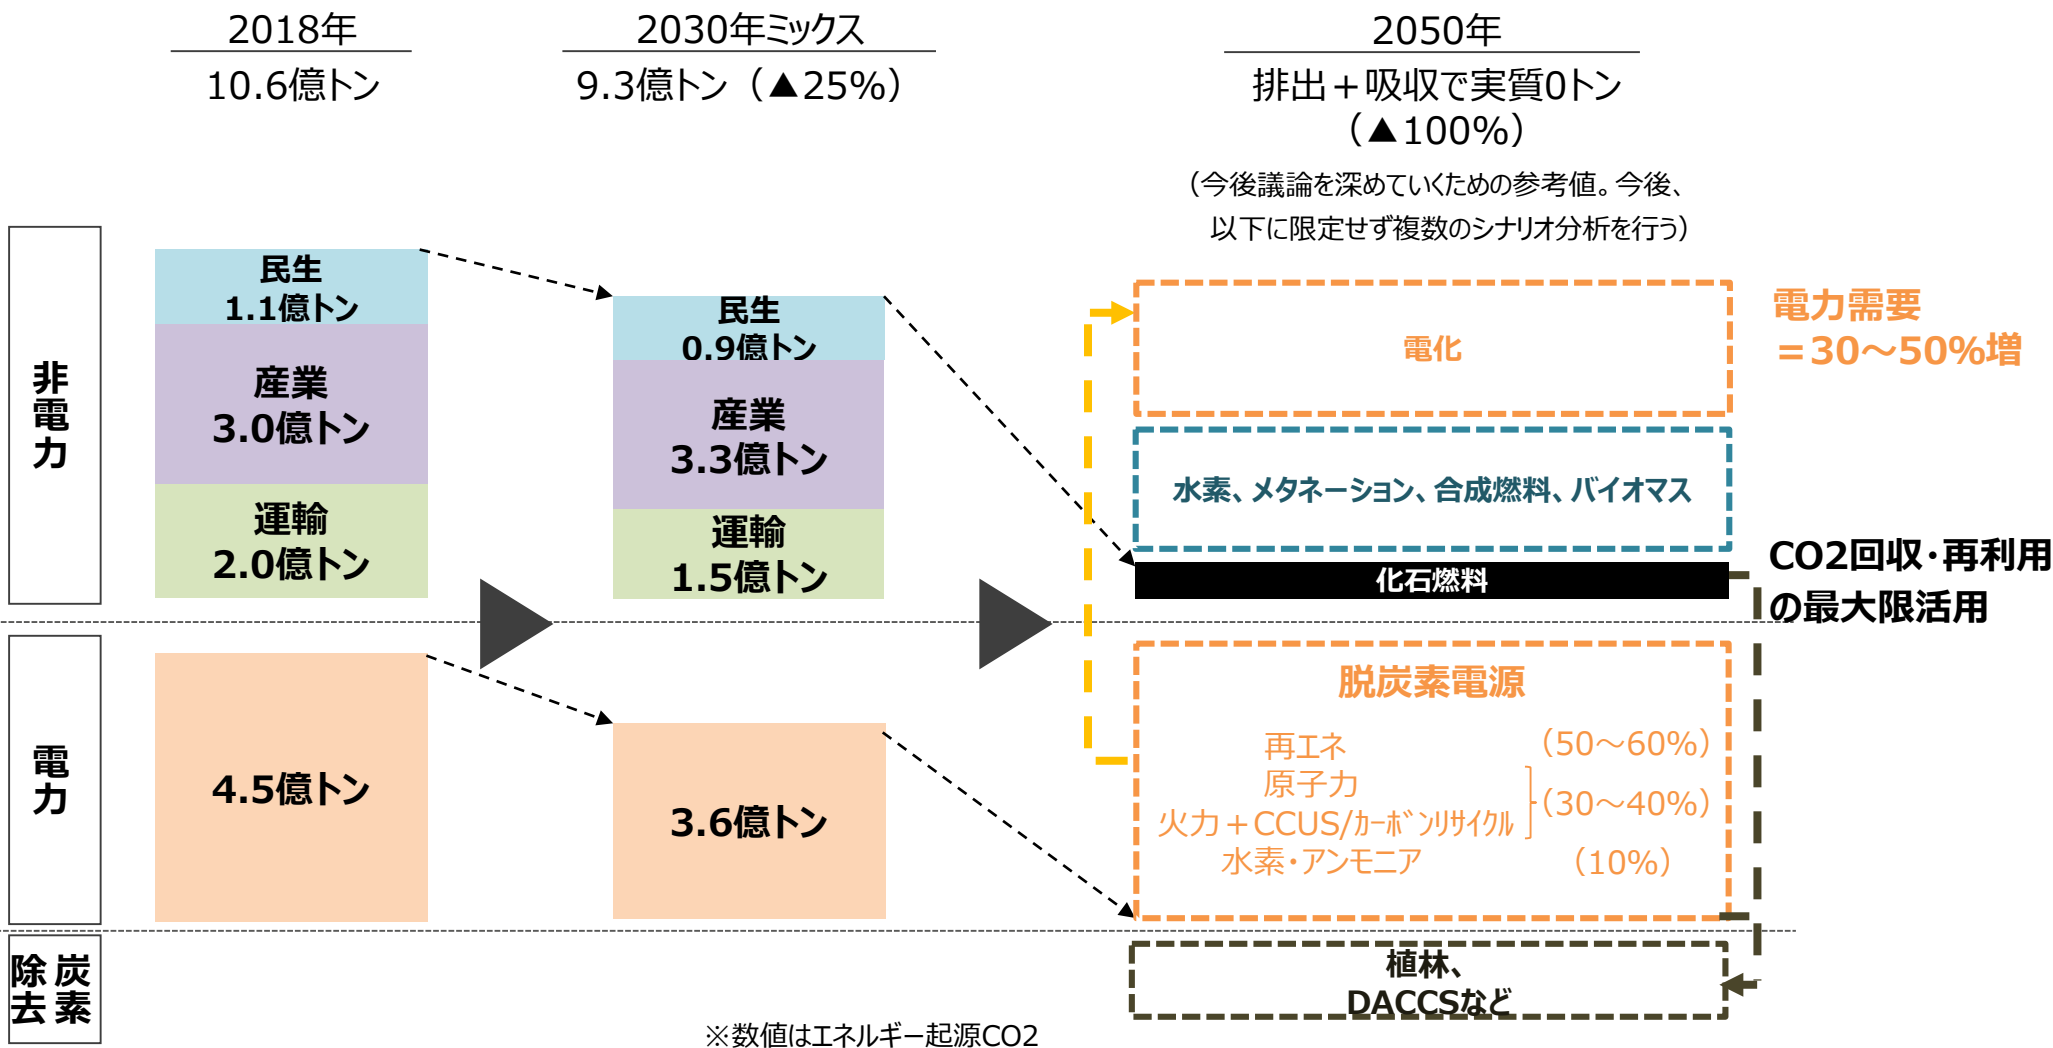 2018年
10.6億トン
2030年ミックス
9.3億トン（▲25%）
2050年
排出＋吸収で実質0トン
（▲100%）
（今後議論を深めていくための参考値。今後、
以下に限定せず複数のシナリオ分析を行う）
非電力
民生
1.1億トン
産業
3.0億トン
運輸
2.0億トン
民生
0.9億トン
産業
3.3億トン
運輸
1.5億トン
電化
電力需要
＝30～50%増
水素、メタネーション、合成燃料、バイオマス
化石燃料
CO2回収・再利用
の最大限活用
電力
4.5億トン
3.6億トン
脱炭素電源
再エネ （50～60%）
原子力
火力＋CCUS/ｶｰﾎﾞﾝﾘｻｲｸﾙ （30～40%）
水素・アンモニア （10%）
炭素除去
植林、
DACCSなど
※数値はエネルギー起源CO2